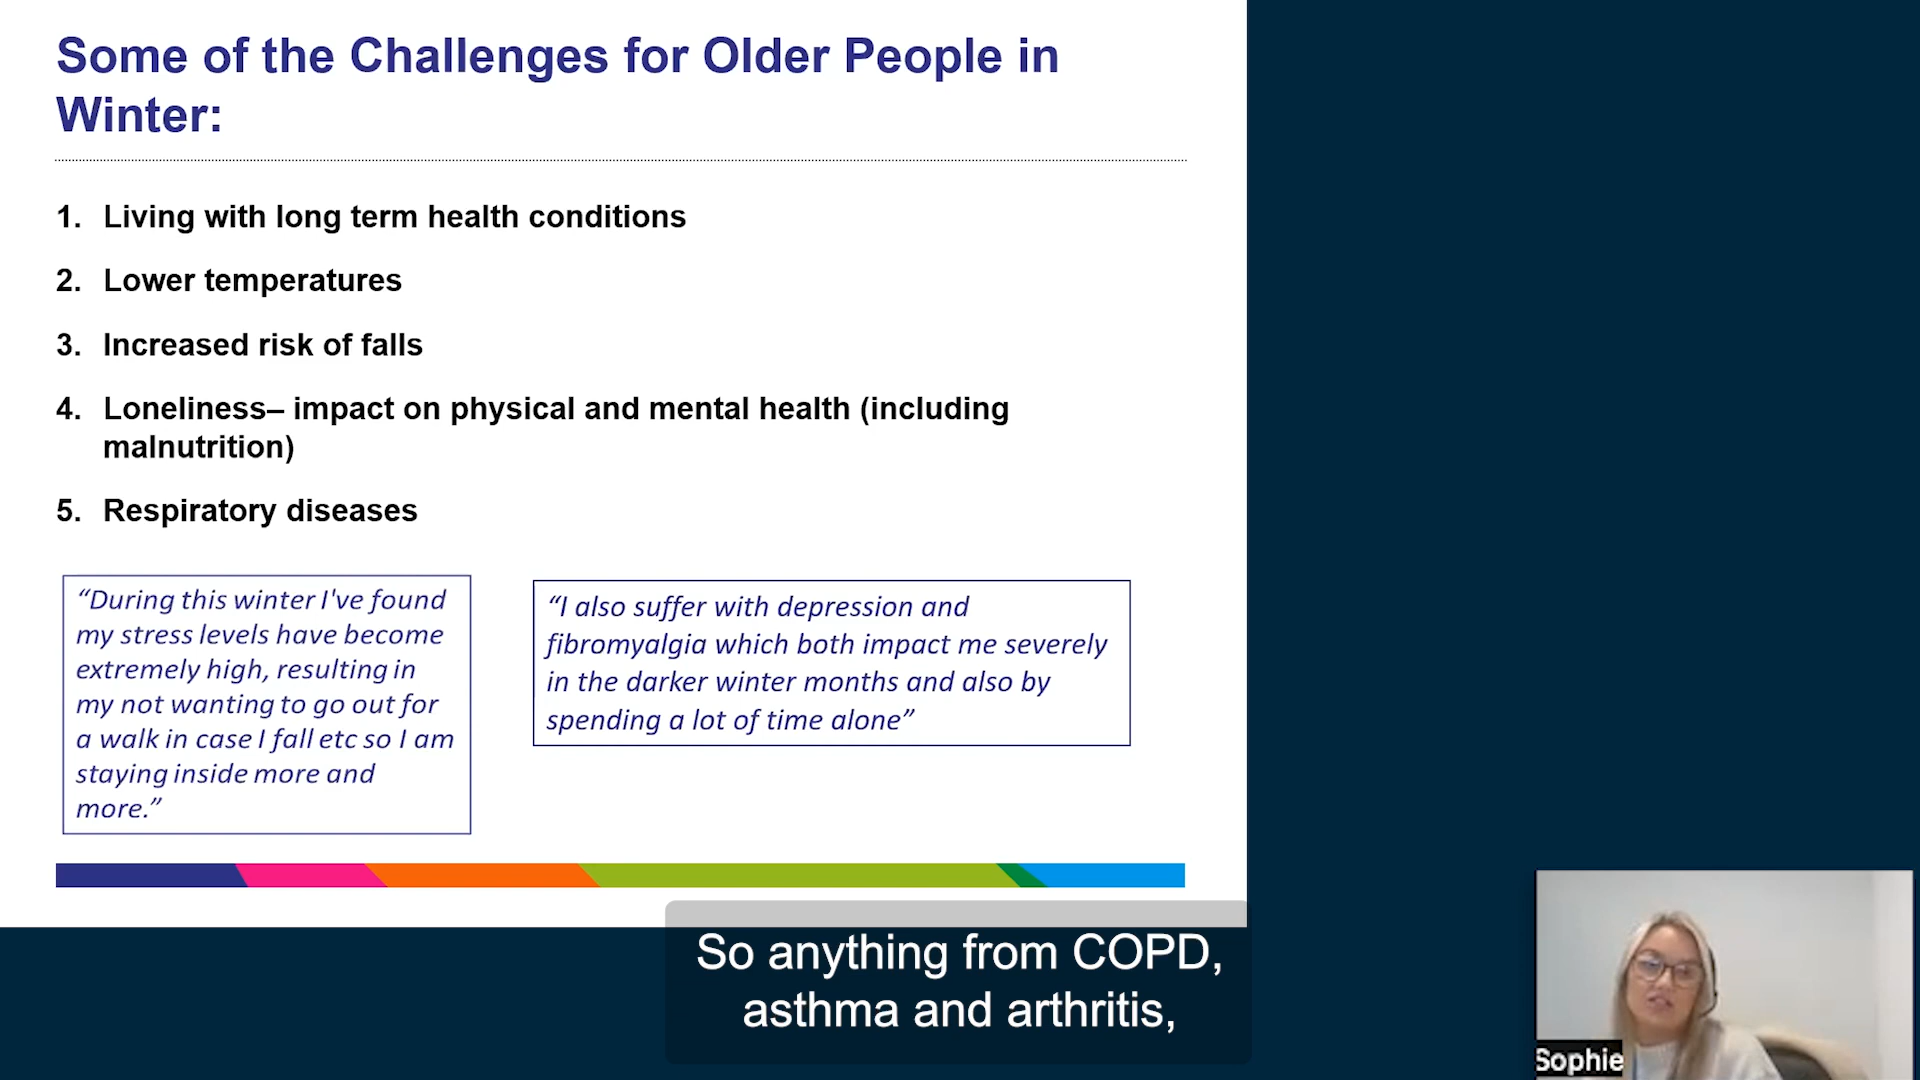 Some of the Challenges for Older People in
Winter:
1. Living with long term health conditions
2. Lower temperatures
3. Increased risk of falls
4. Loneliness– impact on physical and mental health (including
malnutrition)
5. Respiratory diseases
“During this winter I've found
my stress levels have become
extremely high, resulting in
my not wanting to go out for
a walk in case I fall etc so I am
staying inside more and
more.”
“I also suffer with depression and
fibromyalgia which both impact me severely
in the darker winter months and also by
spending a lot of time alone”
So anything from COPD,
asthma and arthritis,
Sophie